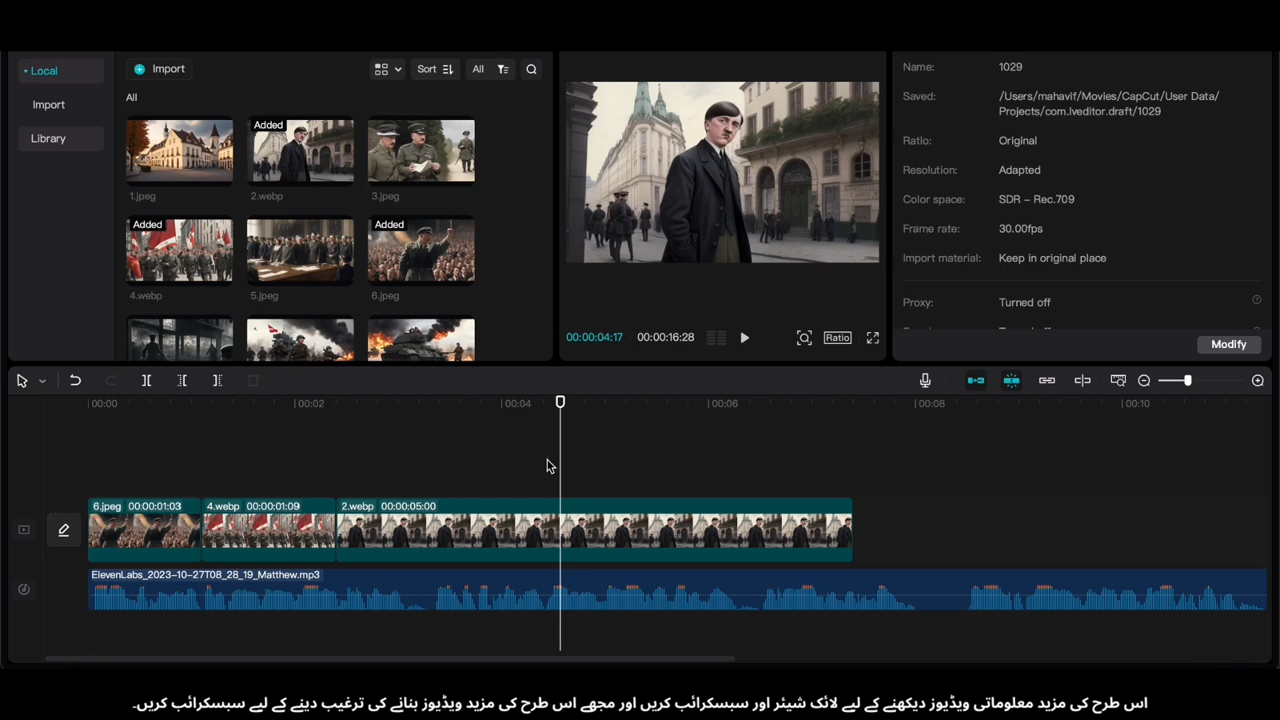 Local
Import
Library
Import
Sort
All
All
1.jpeg
Added
2.webp
3.jpeg
Added
4.webp
5.jpeg
Added
6.jpeg
00:00:04:17
00:00:16:28
Ratio
Name: 1029
Saved: /Users/mahavif/Movies/CapCut/User Data/
Projects/com.lveditor.draft/1029
Ratio: Original
Resolution: Adapted
Color space: SDR – Rec.709
Frame rate: 30.00fps
Import material: Keep in original place
Proxy: Turned off
Modify
00:00 00:02 00:04 00:06 00:08 00:10
6.jpeg 00:00:01:03 4.webp 00:00:01:09 2.webp 00:00:05:00
ElevenLabs_2023-10-27T08_28_19_Matthew.mp3
اس طرح کی مزید معلوماتی ویڈیوز دیکھنے کے لیے لائک شیئر اور سبسکرائب کریں اور مجھے اس طرح کی مزید ویڈیوز بنانے کی ترغیب دینے کے لیے سبسکرائب کریں۔